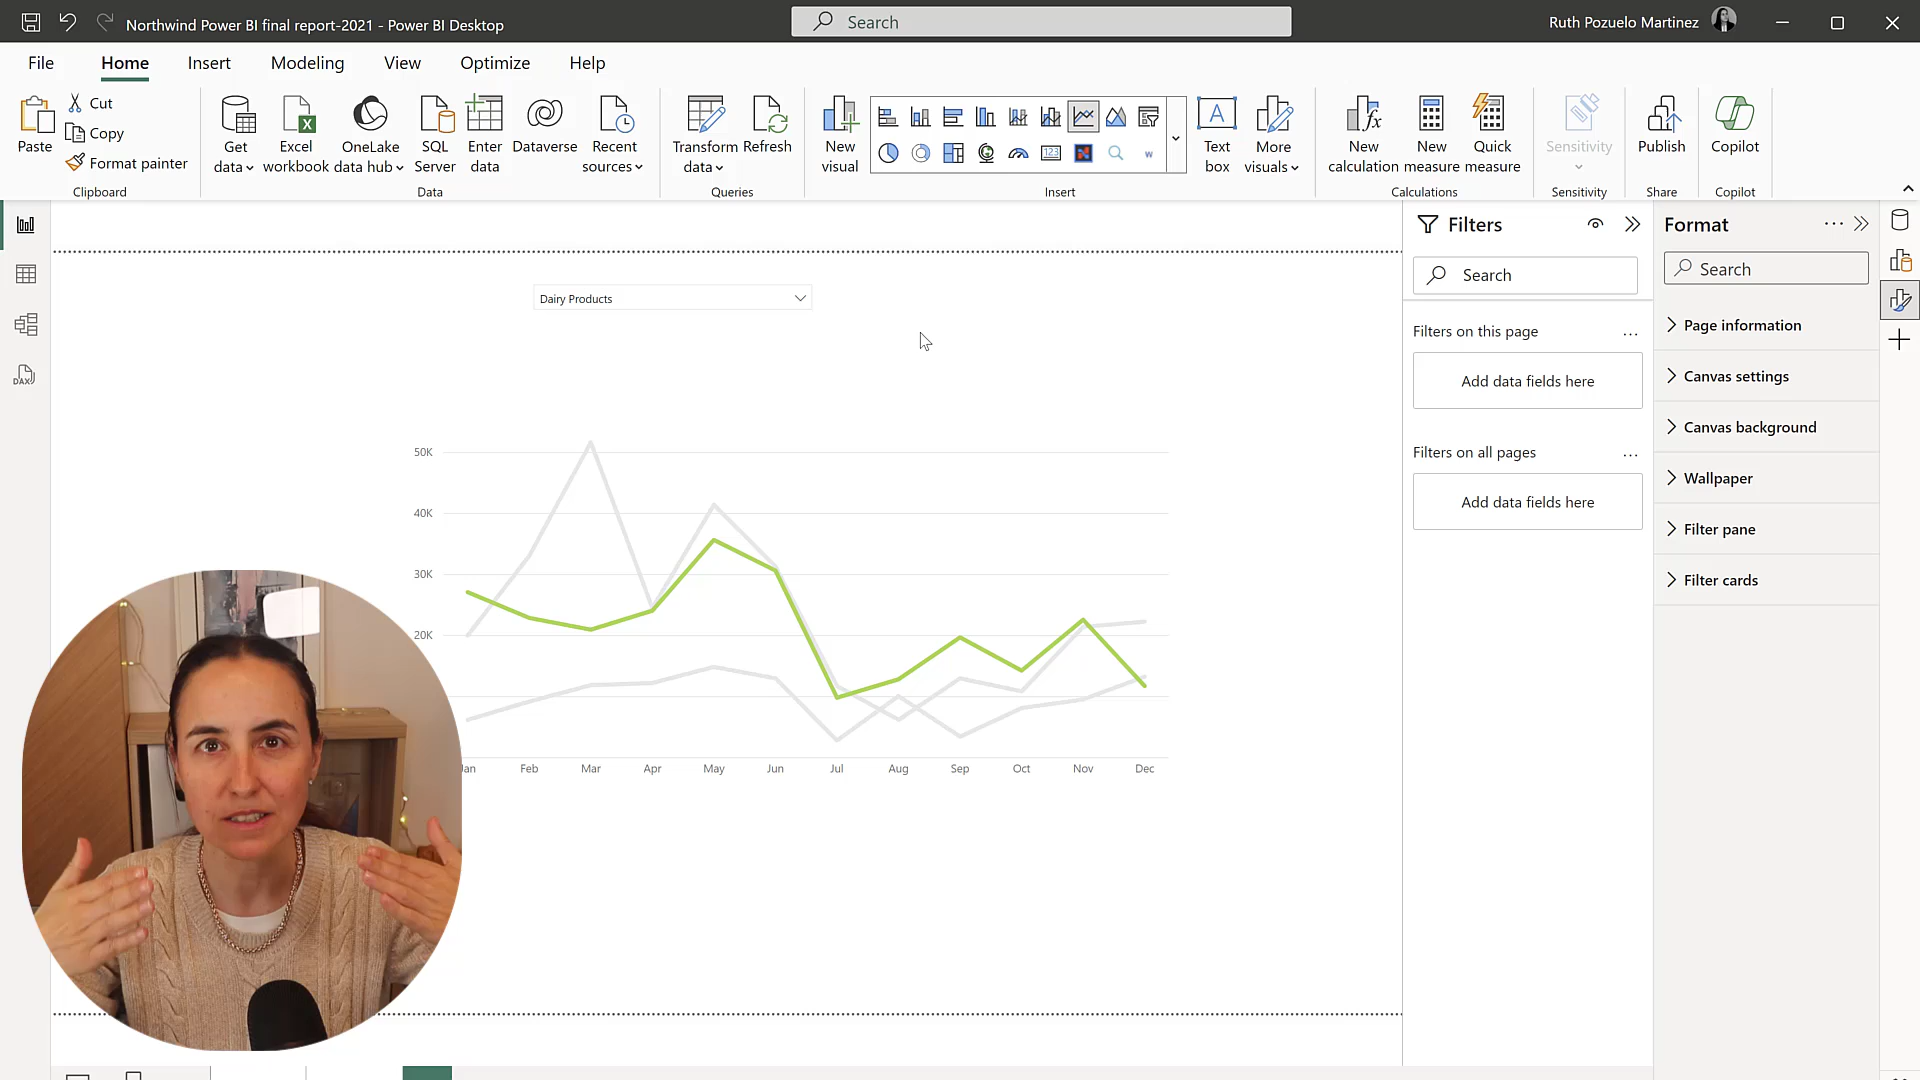 Northwind Power BI final report-2021 - Power BI Desktop
Search
Ruth Pozuelo Martinez
File
Home
Insert
Modeling
View
Optimize
Help
Paste
Cut
Copy
Format painter
Clipboard
Get data
Excel workbook
OneLake data hub
SQL Server
Enter data
Dataverse
Recent sources
Data
Transform data
Refresh
Queries
New visual
123
Text box
More visuals
Insert
New calculation
New measure
Quick measure
Calculations
Sensitivity
Sensitivity
Publish
Share
Copilot
Copilot
DAX
Dairy Products
50K
40K
30K
20K
Jan Feb Mar Apr May Jun Jul Aug Sep Oct Nov Dec
Filters
Search
Filters on this page
Add data fields here
Filters on all pages
Add data fields here
Format
Search
Page information
Canvas settings
Canvas background
Wallpaper
Filter pane
Filter cards